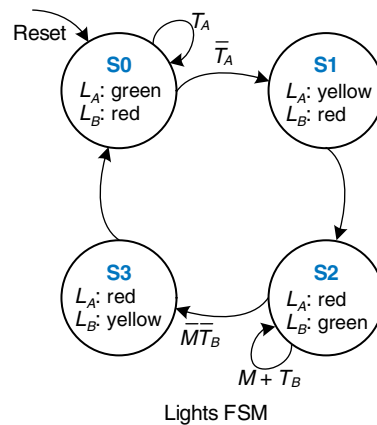 Reset
T_A
S0
L_A: green
L_B: red
T̅_A
S1
L_A: yellow
L_B: red
S3
L_A: red
L_B: yellow
M̅T̅_B
S2
L_A: red
L_B: green
M + T_B
Lights FSM